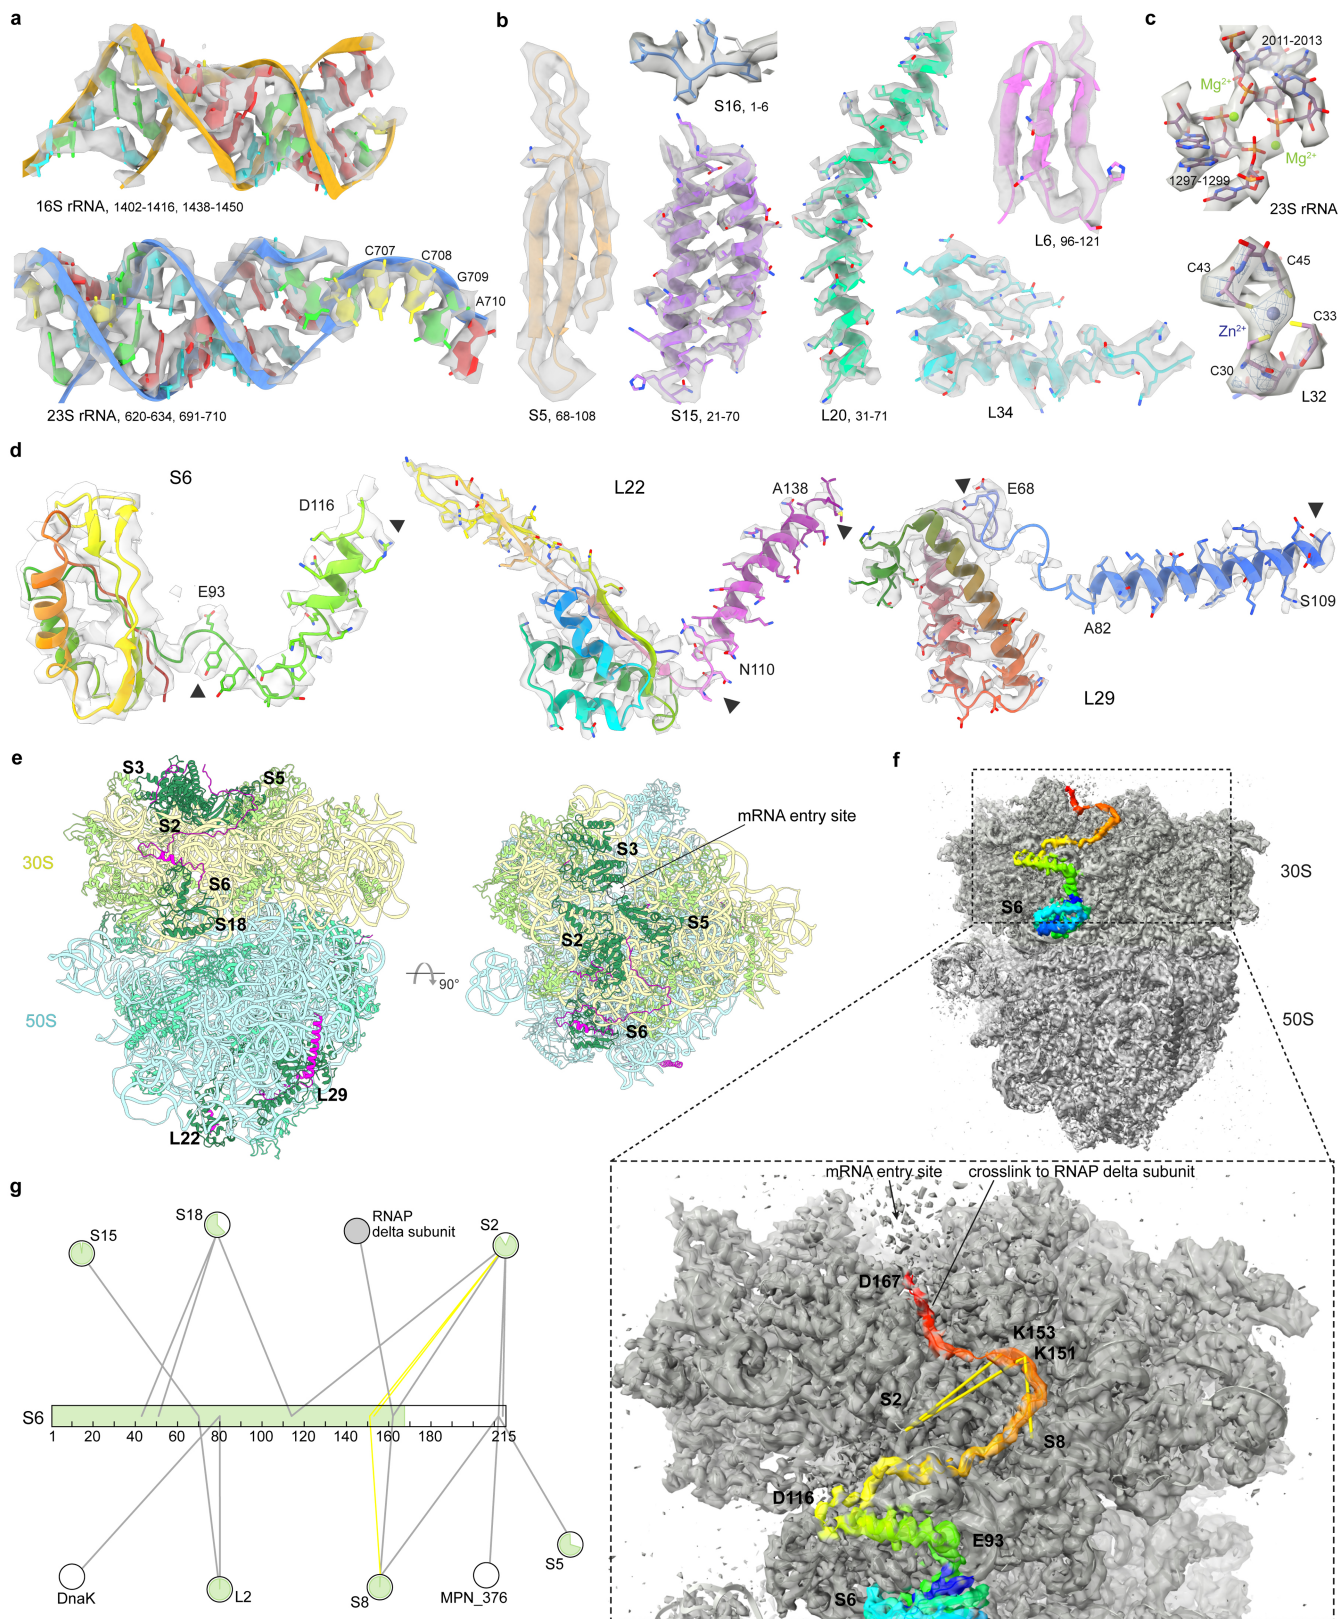 a
16S rRNA, 1402-1416, 1438-1450
C707
C708
G709
A710
23S rRNA, 620-634, 691-710
b
S16, 1-6
S5, 68-108
S15, 21-70
L20, 31-71
L6, 96-121
L34
c
2011-2013
Mg²⁺
Mg²⁺
1297-1299
23S rRNA
C43
C45
C33
Zn²⁺
C30
L32
d
S6
D116
E93
L22
A138
N110
E68
A82
S109
L29
e
S3
S5
S2
30S
S6
S18
50S
L29
L22
90°
mRNA entry site
S3
S5
S2
S6
f
30S
S6
50S
mRNA entry site
crosslink to RNAP delta subunit
D167
K153
K151
S2
S8
D116
E93
S6
g
S15
S18
RNAP
delta subunit
S2
S6
1 20 40 60 80 100 120 140 160 180 215
DnaK
L2
S8
MPN_376
S5